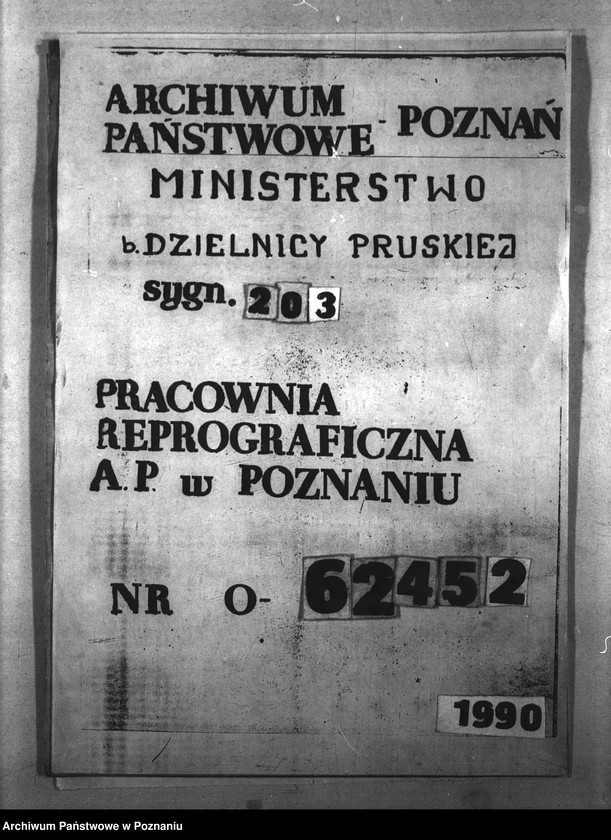 ARCHIWUM
PAŃSTWOWE - POZNAŃ
MINISTERSTWO
b. DZIELNICY PRUSKIEJ
sygn. 203
PRACOWNIA
REPROGRAFICZNA
A. P. w POZNANIU
NR O- 62452
1990
Archiwum Państwowe w Poznaniu